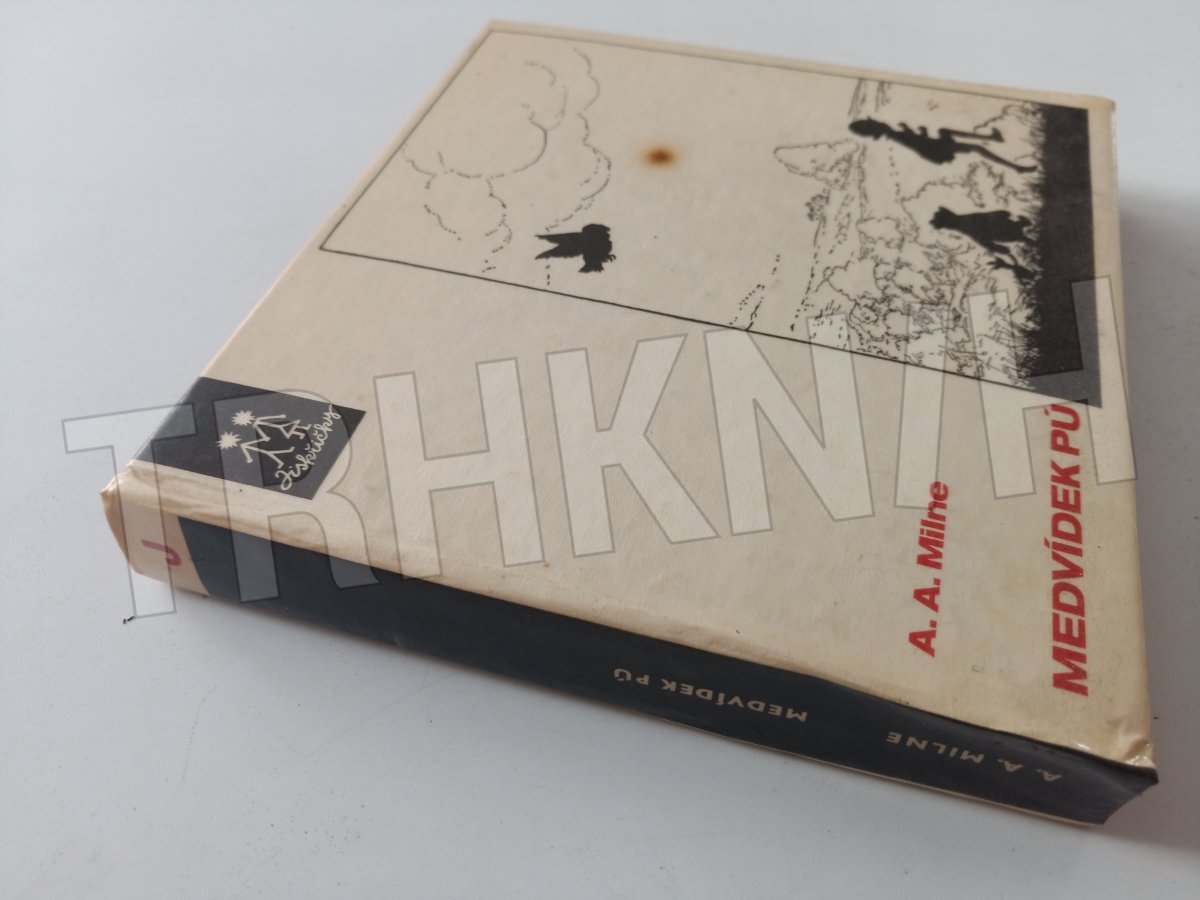 A. A. Milne
MEDVÍDEK PÚ
Jiskřičky
J
A. A. MILNE MEDVÍDEK PÚ
TRHKNIH